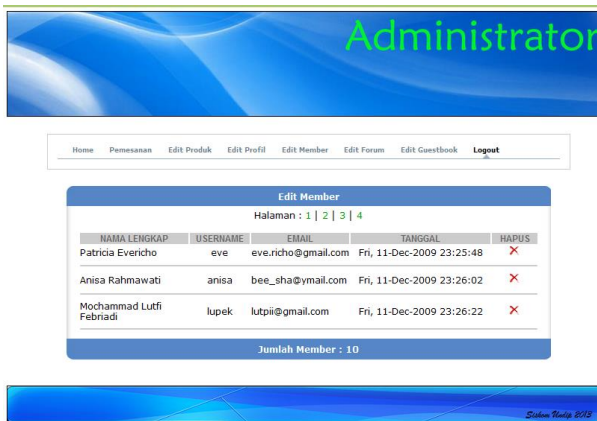 Administrator
Home Pemesanan Edit Produk Edit Profil Edit Member Edit Forum Edit Guestbook Logout
Edit Member
Halaman : 1 | 2 | 3 | 4
NAMA LENGKAP USERNAME EMAIL TANGGAL HAPUS
Patricia Evericho eve eve.richo@gmail.com Fri, 11-Dec-2009 23:25:48
Anisa Rahmawati anisa bee_sha@ymail.com Fri, 11-Dec-2009 23:26:02
Mochammad Lutfi
Febriadi lupek lutpii@gmail.com Fri, 11-Dec-2009 23:26:22
Jumlah Member : 10
Siskom Undip 2013